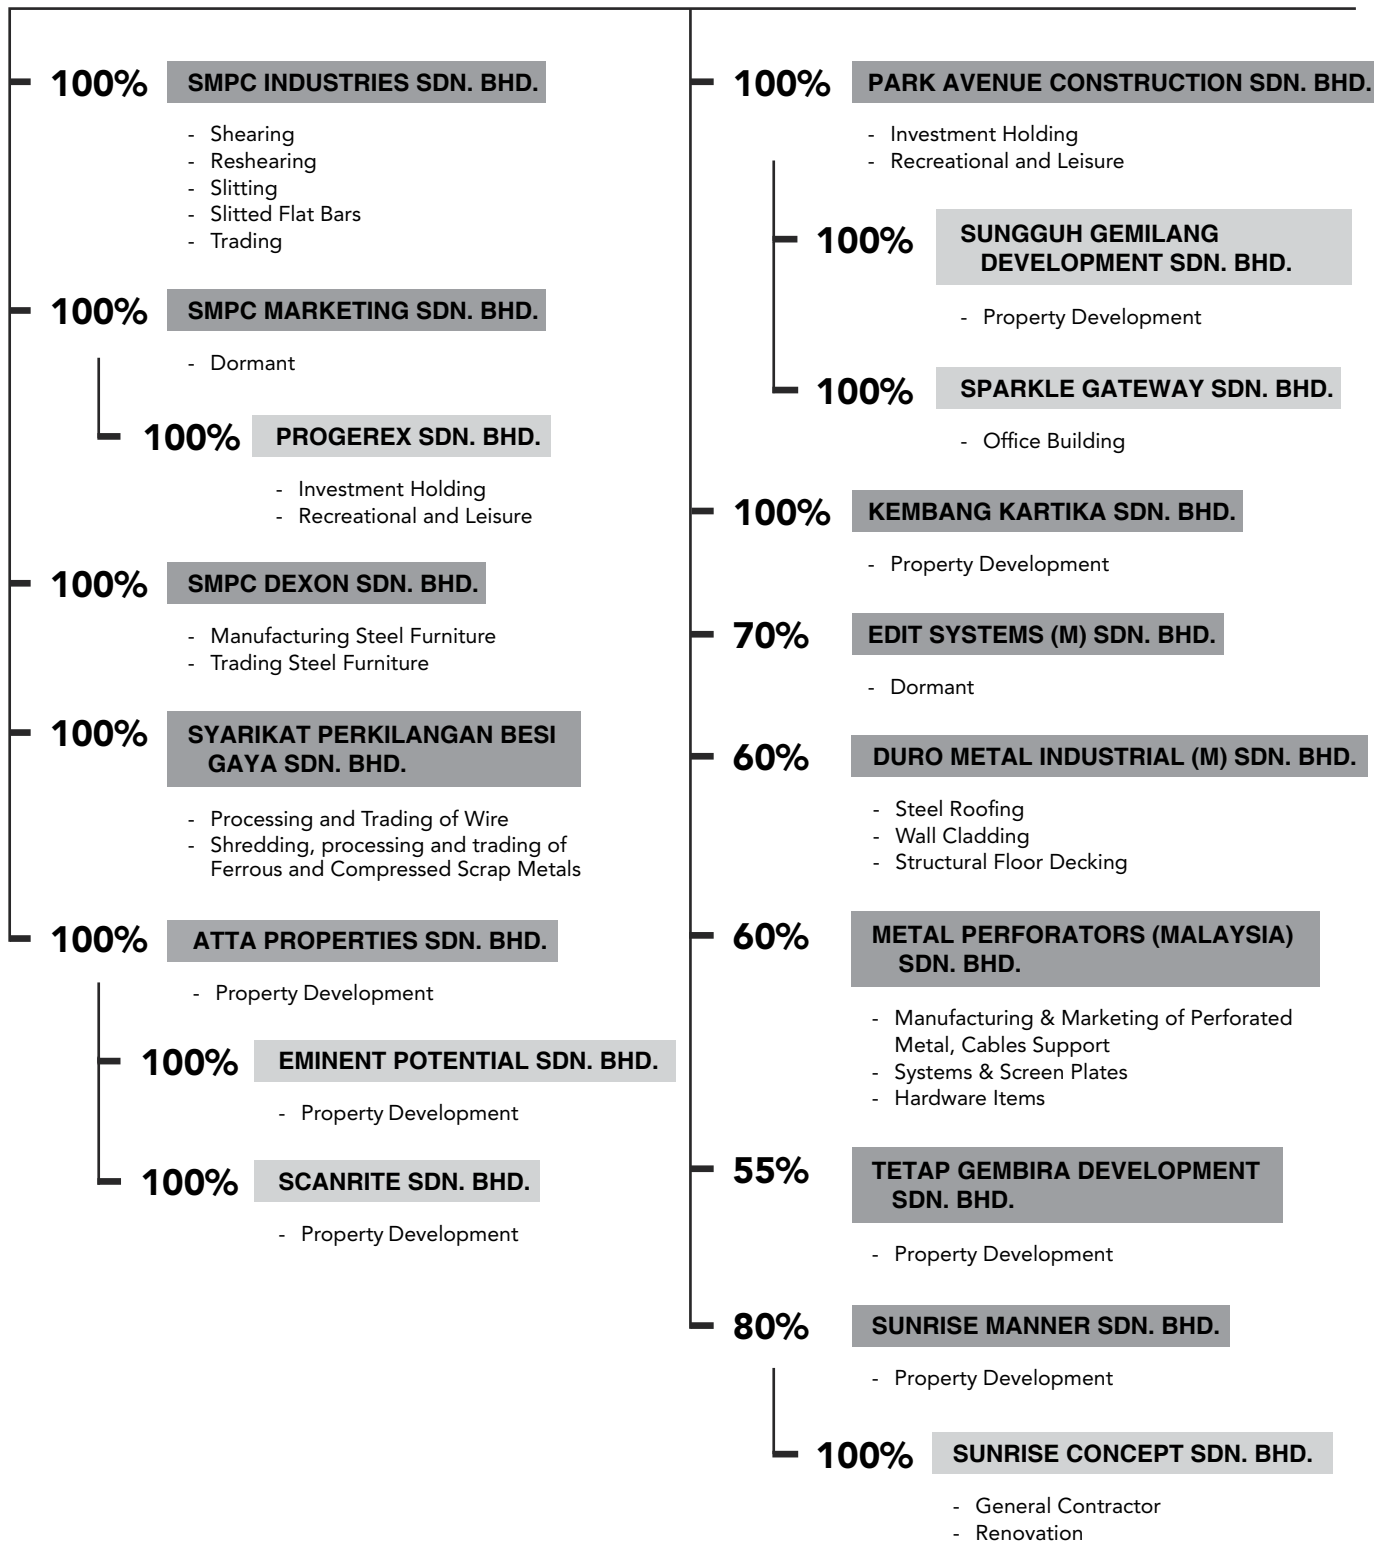 100% SMPC INDUSTRIES SDN. BHD.
- Shearing
- Reshearing
- Slitting
- Slitted Flat Bars
- Trading
100% SMPC MARKETING SDN. BHD.
- Dormant
100% PROGEREX SDN. BHD.
- Investment Holding
- Recreational and Leisure
100% SMPC DEXON SDN. BHD.
- Manufacturing Steel Furniture
- Trading Steel Furniture
100% SYARIKAT PERKILANGAN BESI
GAYA SDN. BHD.
- Processing and Trading of Wire
- Shredding, processing and trading of
Ferrous and Compressed Scrap Metals
100% ATTA PROPERTIES SDN. BHD.
- Property Development
100% EMINENT POTENTIAL SDN. BHD.
- Property Development
100% SCANRITE SDN. BHD.
- Property Development
100% PARK AVENUE CONSTRUCTION SDN. BHD.
- Investment Holding
- Recreational and Leisure
100% SUNGGUH GEMILANG
DEVELOPMENT SDN. BHD.
- Property Development
100% SPARKLE GATEWAY SDN. BHD.
- Office Building
100% KEMBANG KARTIKA SDN. BHD.
- Property Development
70% EDIT SYSTEMS (M) SDN. BHD.
- Dormant
60% DURO METAL INDUSTRIAL (M) SDN. BHD.
- Steel Roofing
- Wall Cladding
- Structural Floor Decking
60% METAL PERFORATORS (MALAYSIA)
SDN. BHD.
- Manufacturing & Marketing of Perforated
Metal, Cables Support
- Systems & Screen Plates
- Hardware Items
55% TETAP GEMBIRA DEVELOPMENT
SDN. BHD.
- Property Development
80% SUNRISE MANNER SDN. BHD.
- Property Development
100% SUNRISE CONCEPT SDN. BHD.
- General Contractor
- Renovation